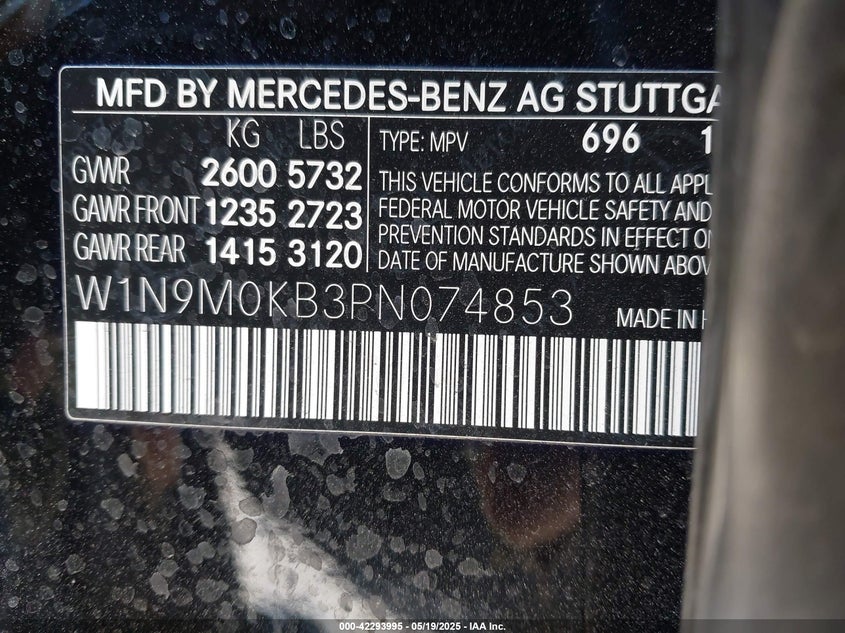 MFD BY MERCEDES-BENZ AG STUTTGA
KG LBS
TYPE: MPV 696 1
GVWR 2600 5732
GAWR FRONT 1235 2723
GAWR REAR 1415 3120
THIS VEHICLE CONFORMS TO ALL APPL
FEDERAL MOTOR VEHICLE SAFETY AND
PREVENTION STANDARDS IN EFFECT O
DATE OF MANUFACTURE SHOWN ABOV
W1N9M0KB3PN074853
MADE IN
000-42293995 - 05/19/2025 - IAA Inc.